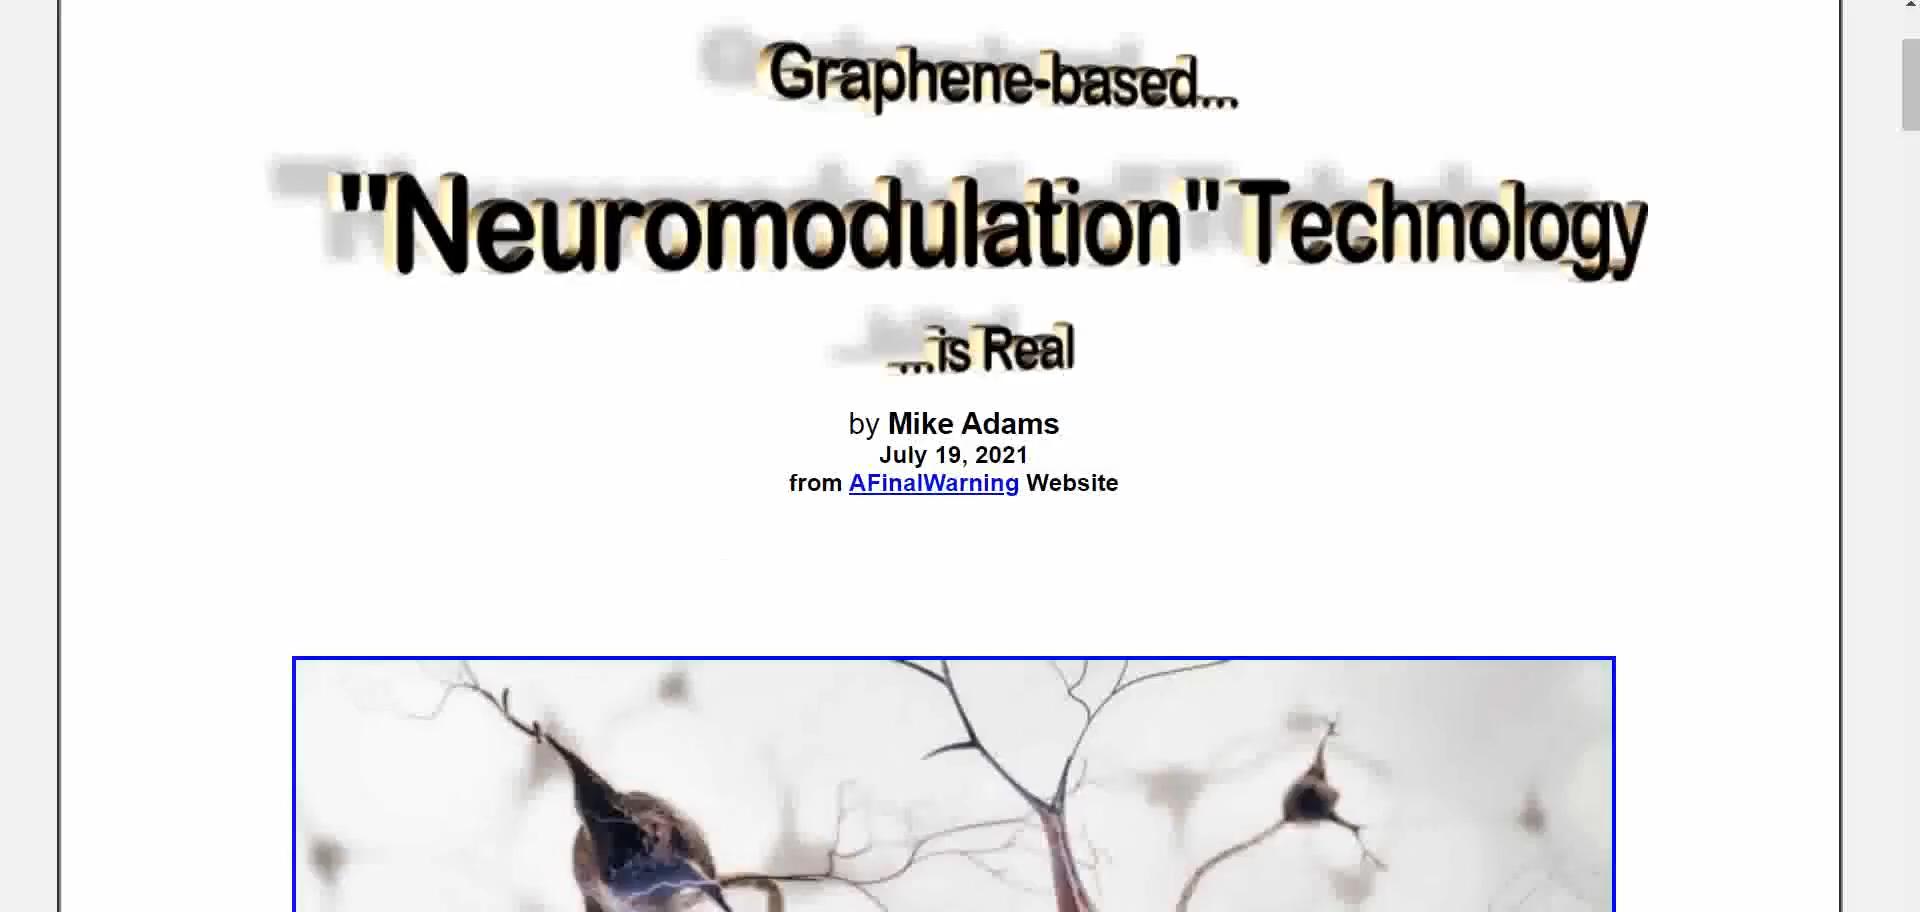 Graphene-based...
"Neuromodulation" Technology
...is Real
by Mike Adams
July 19, 2021
from AFinalWarning Website